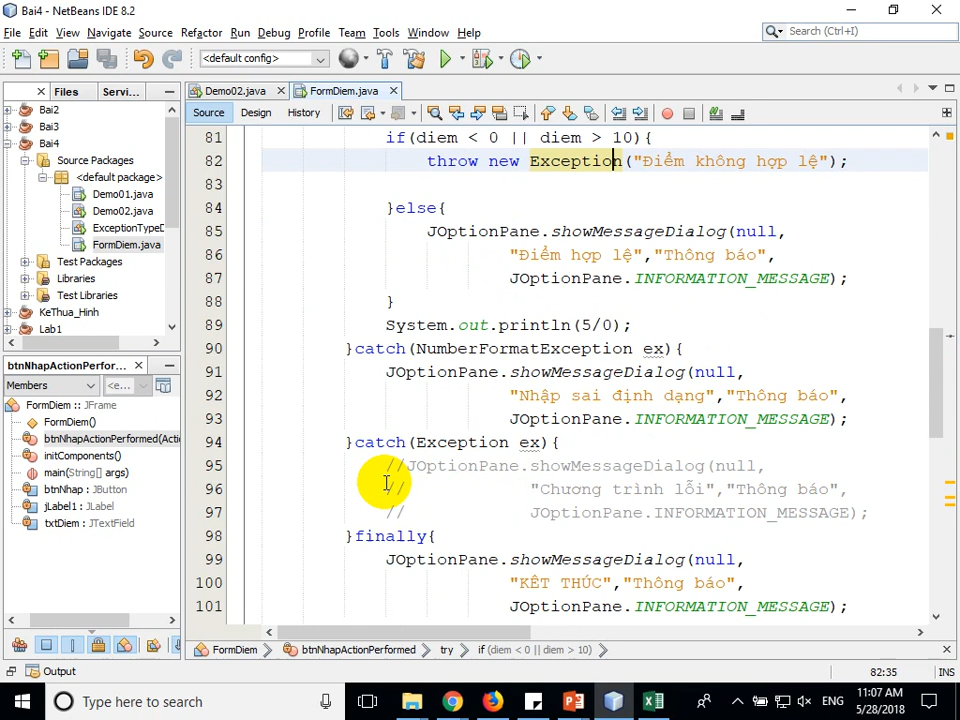 Bai4 - NetBeans IDE 8.2
File Edit View Navigate Source Refactor Run Debug Profile Team Tools Window Help
Search (Ctrl+I)
<default config>
Files Servi...
Demo02.java FormDiem.java
Source Design History
Bai2
Bai3
Bai4
Source Packages
<default package>
Demo01.java
Demo02.java
ExceptionTypeD
FormDiem.java
Test Packages
Libraries
Test Libraries
KeThua_Hinh
Lab1
81 if(diem < 0 || diem > 10){
82 throw new Exception("Điểm không hợp lệ");
83
84 }else{
85 JOptionPane.showMessageDialog(null,
86 "Điểm hợp lệ","Thông báo",
87 JOptionPane.INFORMATION_MESSAGE);
88 }
89 System.out.println(5/0);
90 }catch(NumberFormatException ex){
91 JOptionPane.showMessageDialog(null,
92 "Nhập sai định dạng","Thông báo",
93 JOptionPane.INFORMATION_MESSAGE);
94 }catch(Exception ex){
95 //JOptionPane.showMessageDialog(null,
96 // "Chương trình lỗi","Thông báo",
97 // JOptionPane.INFORMATION_MESSAGE);
98 }finally{
99 JOptionPane.showMessageDialog(null,
100 "KẾT THÚC","Thông báo",
101 JOptionPane.INFORMATION_MESSAGE);
btnNhapActionPerfor...
Members <e...
FormDiem :: JFrame
FormDiem()
btnNhapActionPerformed(Acti
initComponents()
main(String[] args)
btnNhap : JButton
jLabel1 : JLabel
txtDiem : JTextField
FormDiem btnNhapActionPerformed try if (diem < 0 || diem > 10)
Output
82:35 INS
Type here to search
ENG
11:07 AM
5/28/2018